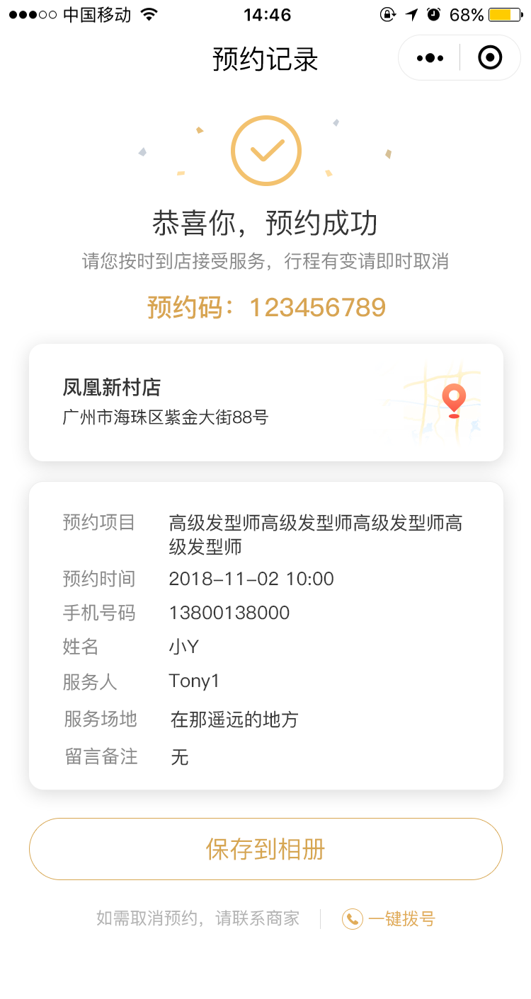 中国移动 14:46 68%
预约记录
恭喜你，预约成功
请您按时到店接受服务，行程有变请即时取消
预约码：123456789
凤凰新村店
广州市海珠区紫金大街88号
预约项目 高级发型师高级发型师高级发型师高
级发型师
预约时间 2018-11-02 10:00
手机号码 13800138000
姓名 小Y
服务人 Tony1
服务场地 在那遥远的地方
留言备注 无
保存到相册
如需取消预约，请联系商家 一键拨号